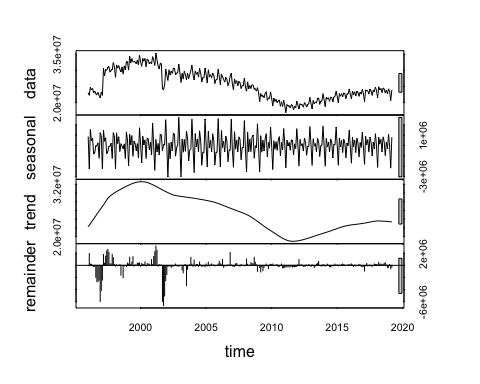 data
2.0e+07 3.5e+07
seasonal
-3e+06 1e+06
trend
2.0e+07 3.2e+07
remainder
-6e+06 2e+06
2000 2005 2010 2015 2020
time